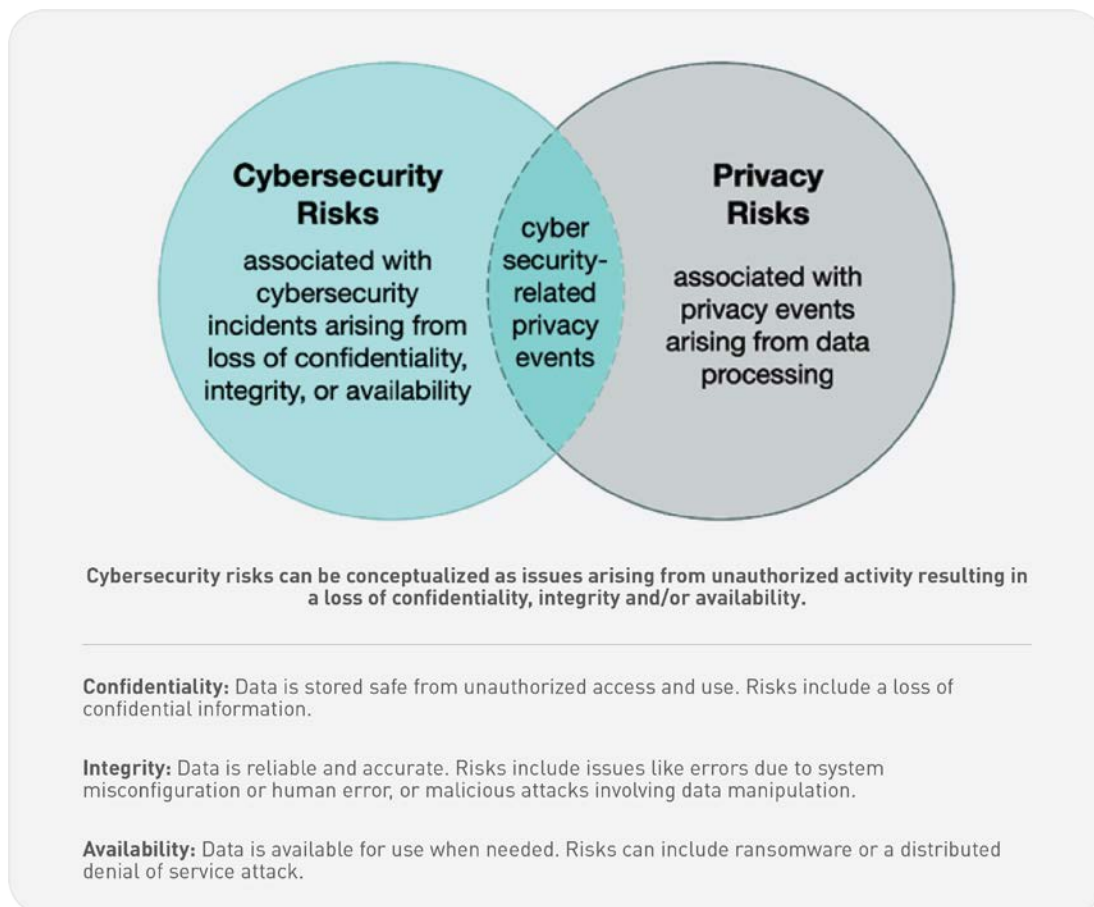 Cybersecurity
Risks
associated with
cybersecurity
incidents arising from
loss of confidentiality,
integrity, or availability
cyber
security-
related
privacy
events
Privacy
Risks
associated with
privacy events
arising from data
processing
Cybersecurity risks can be conceptualized as issues arising from unauthorized activity resulting in
a loss of confidentiality, integrity and/or availability.
Confidentiality: Data is stored safe from unauthorized access and use. Risks include a loss of
confidential information.
Integrity: Data is reliable and accurate. Risks include issues like errors due to system
misconfiguration or human error, or malicious attacks involving data manipulation.
Availability: Data is available for use when needed. Risks can include ransomware or a distributed
denial of service attack.